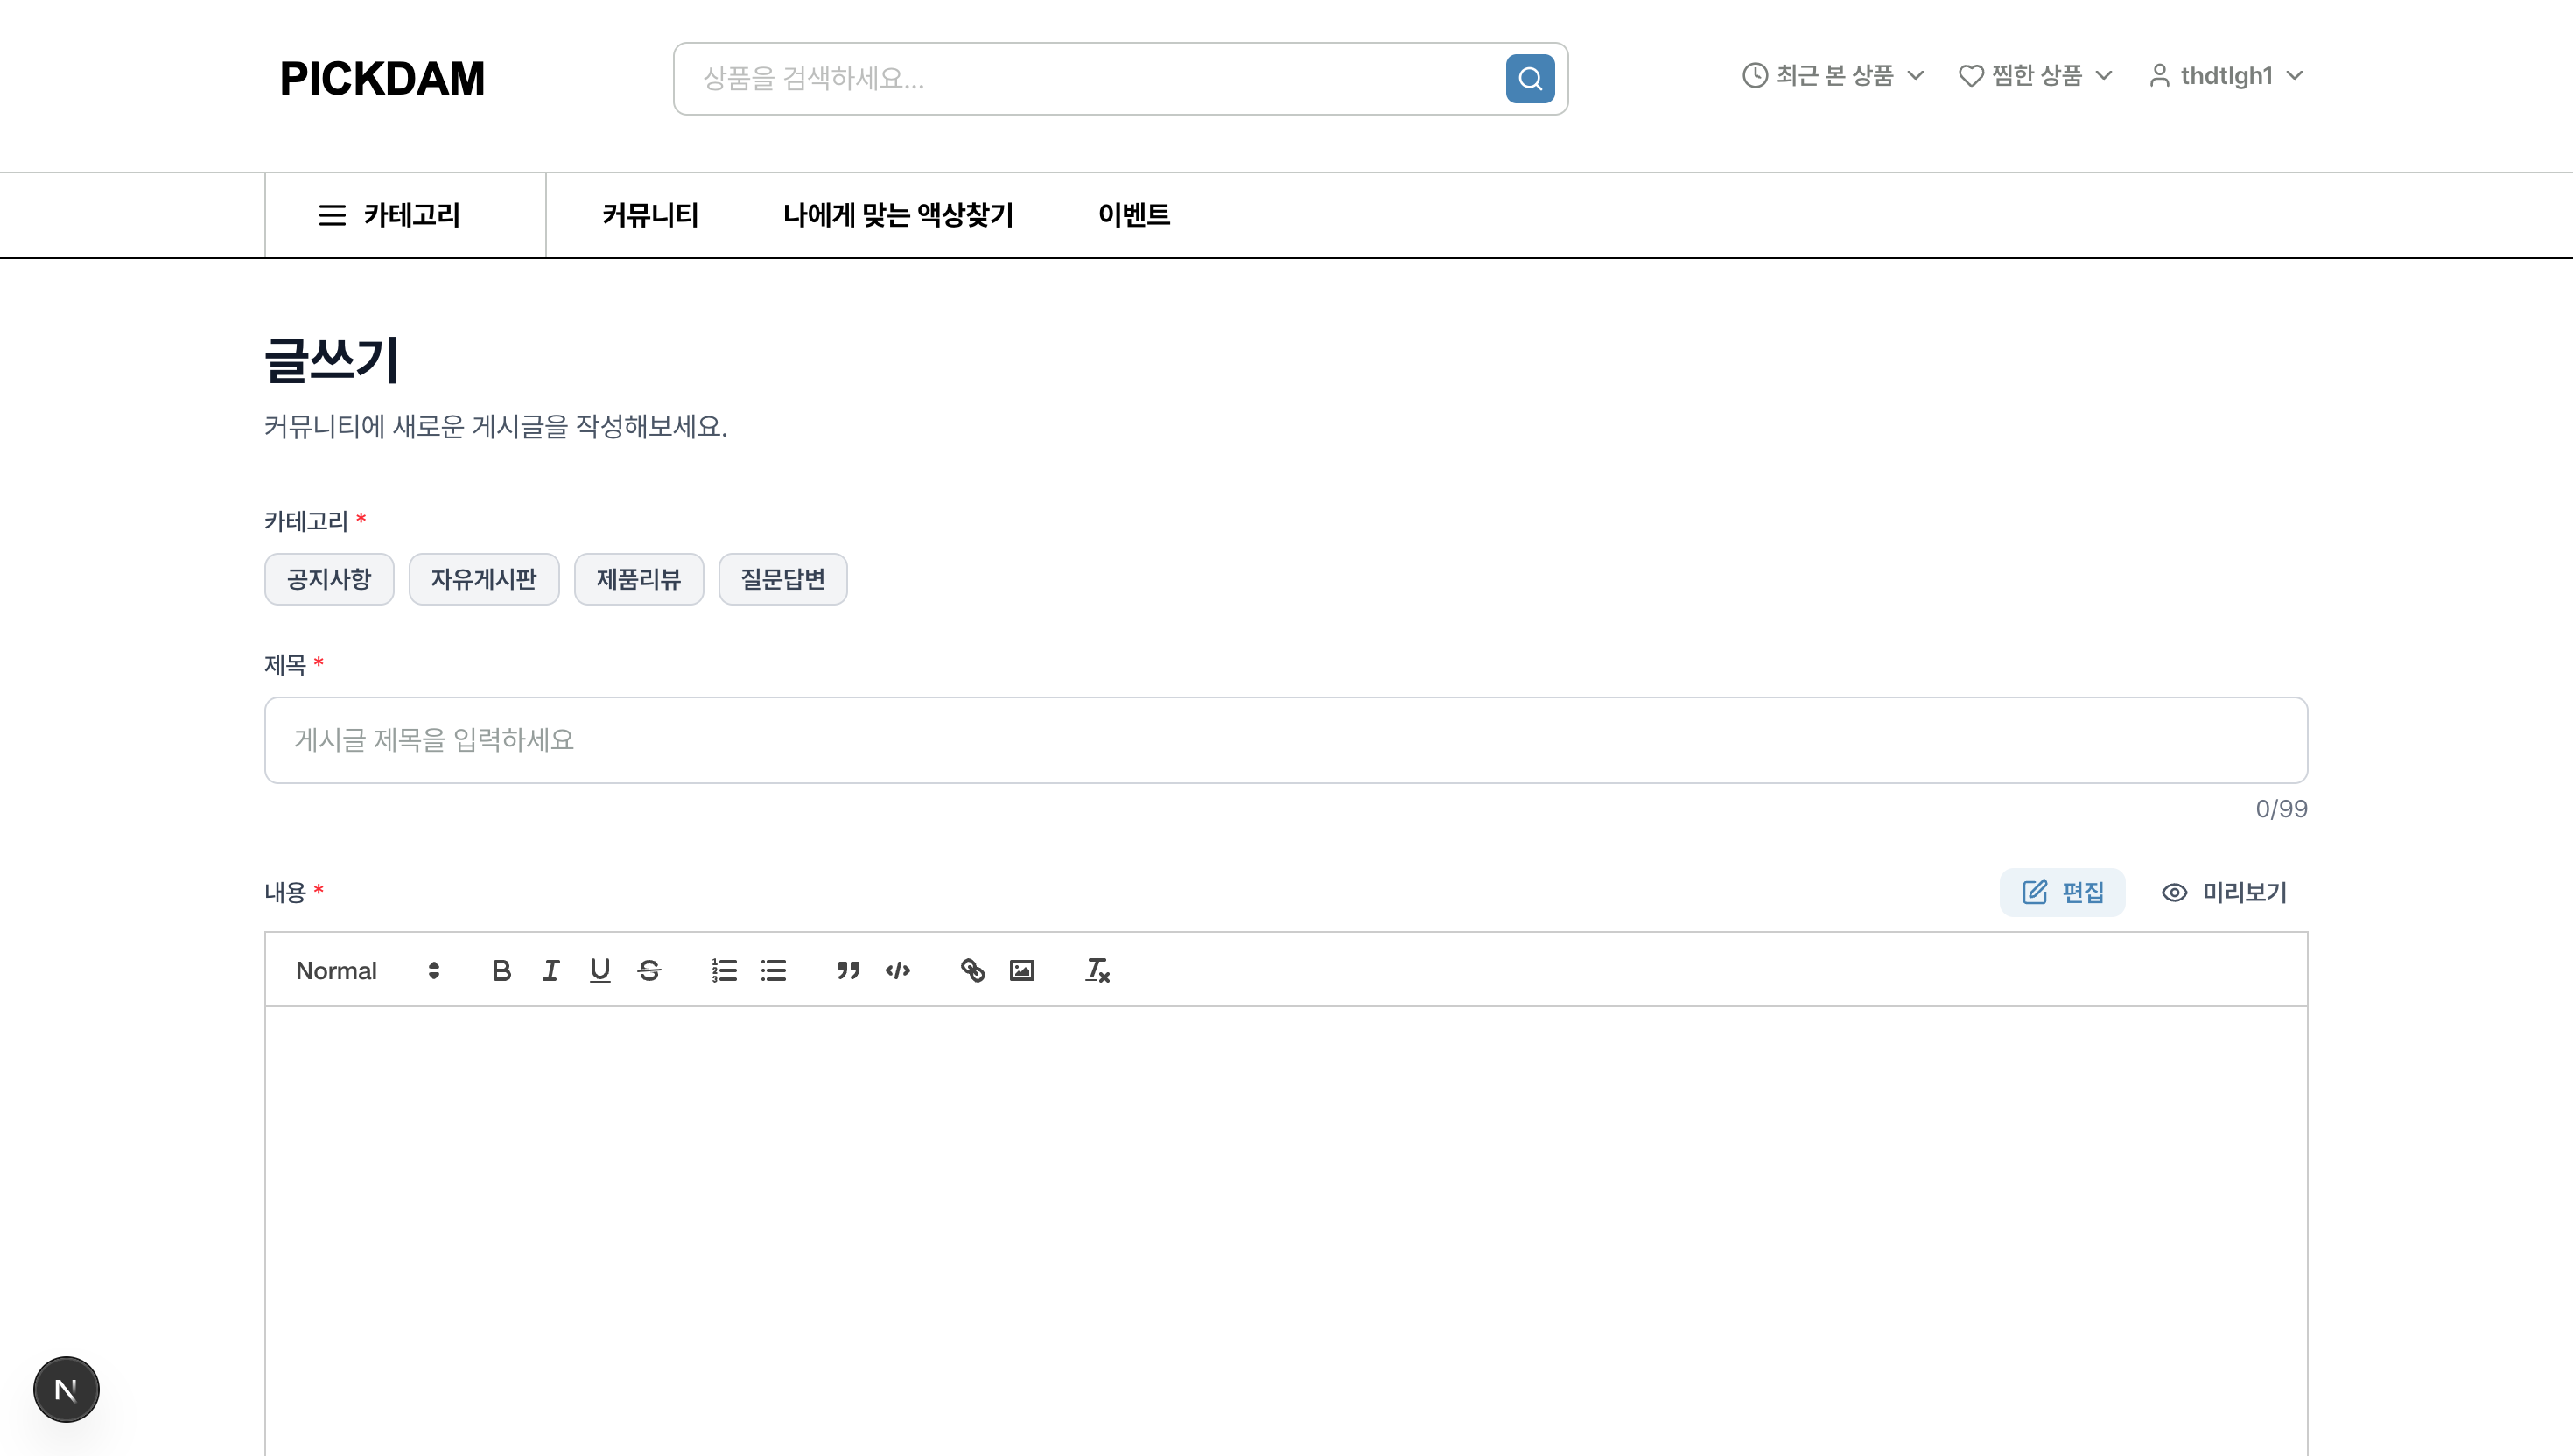 PICKDAM
상품을 검색하세요...
최근 본 상품
찜한 상품
thdtlgh1
카테고리
커뮤니티
나에게 맞는 액상찾기
이벤트
글쓰기
커뮤니티에 새로운 게시글을 작성해보세요.
카테고리 *
공지사항
자유게시판
제품리뷰
질문답변
제목 *
게시글 제목을 입력하세요
0/99
내용 *
편집
미리보기
Normal
N